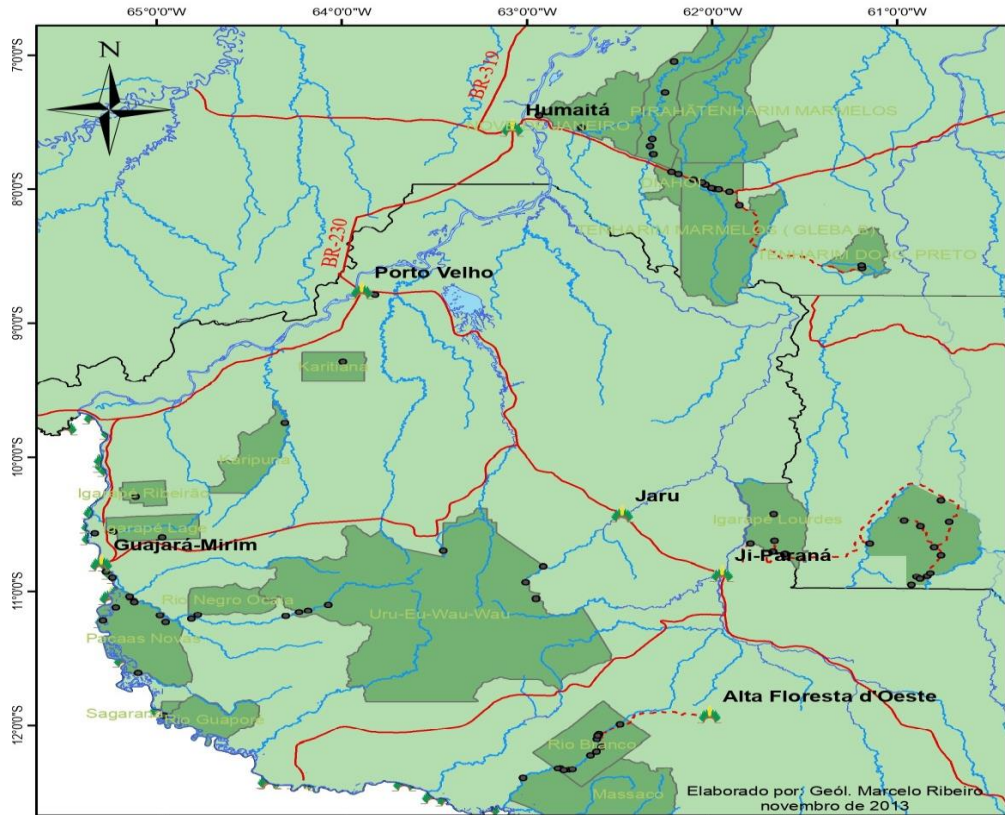 65°0'0"O 64°0'0"O 63°0'0"O 62°0'0"O 61°0'0"O
7°0'0"S
8°0'0"S
9°0'0"S
10°0'0"S
11°0'0"S
12°0'0"S
N
BR-319
Humaitá
PIRAHÃ
TENHARIM MARMELOS
BR-230
TENHARIM MARMELOS ( GLEBA B)
Porto Velho
Karitiana
Karipuna
Igarapé Ribeirão
Jaru
Igarapé Lage
Igarapé Lourdes
Guajará-Mirim
Ji-Paraná
Rio Negro Ocaia
Uru-Eu-Wau-Wau
Pacaas Novas
Alta Floresta d'Oeste
Sagarana
Rio Guaporé
Rio Branco
Massaco
Elaborado por: Geól. Marcelo Ribeiro
novembro de 2013